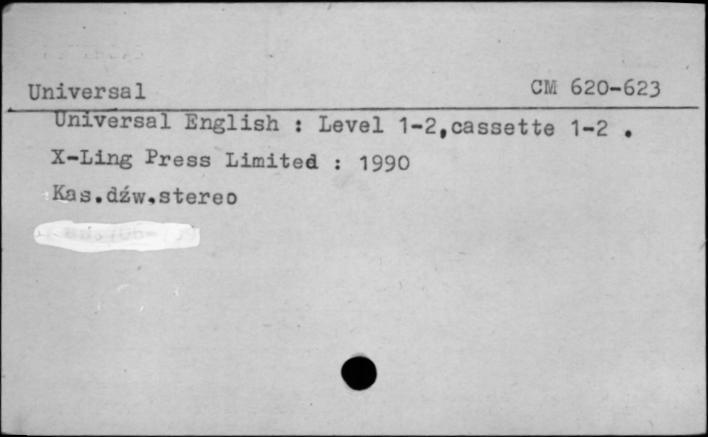 Universal CM 620-623
Universal English : Level 1-2,cassette 1-2 .
X-Ling Press Limited : 1990
Kas.dźw.stereo